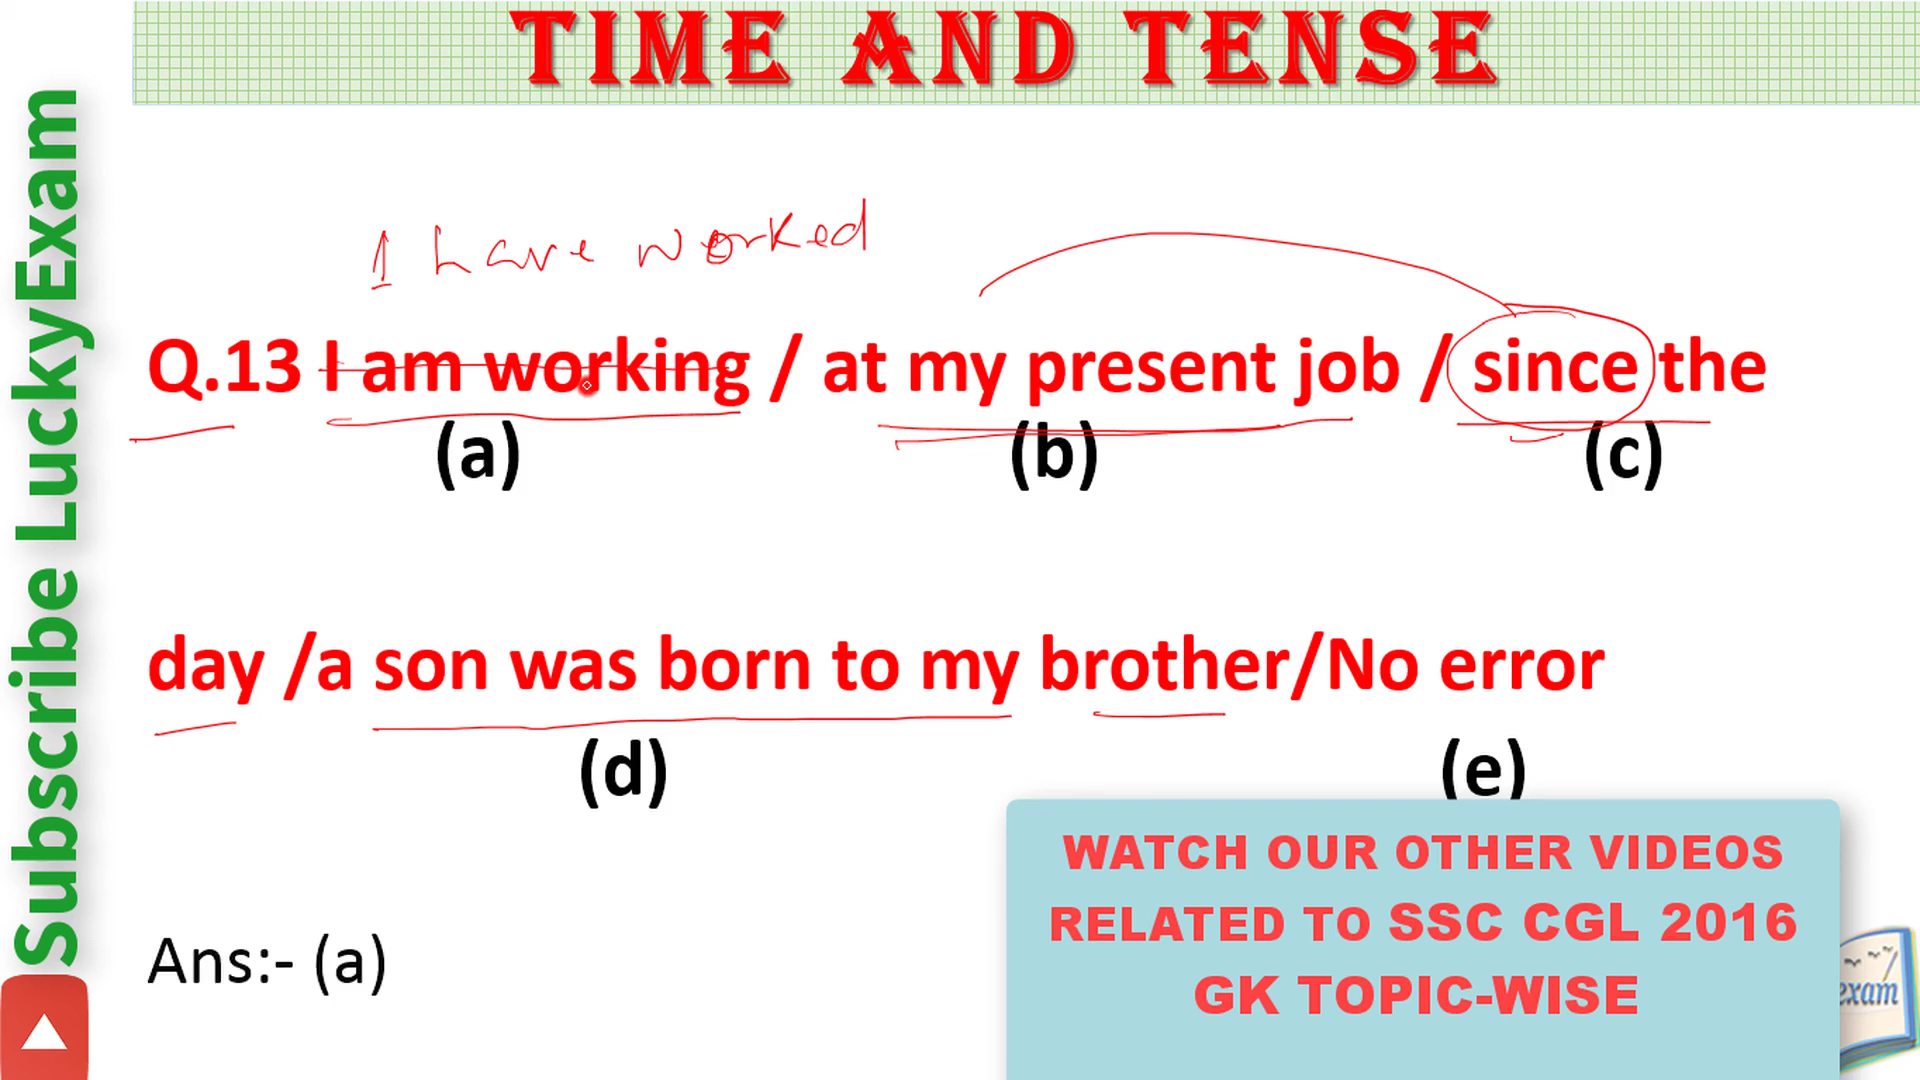 TIME AND TENSE
Subscribe LuckyExam
I have worked
Q.13 I am working / at my present job / since the
(a) (b) (c)
day /a son was born to my brother/No error
(d) (e)
Ans:- (a)
WATCH OUR OTHER VIDEOS
RELATED TO SSC CGL 2016
GK TOPIC-WISE
exam